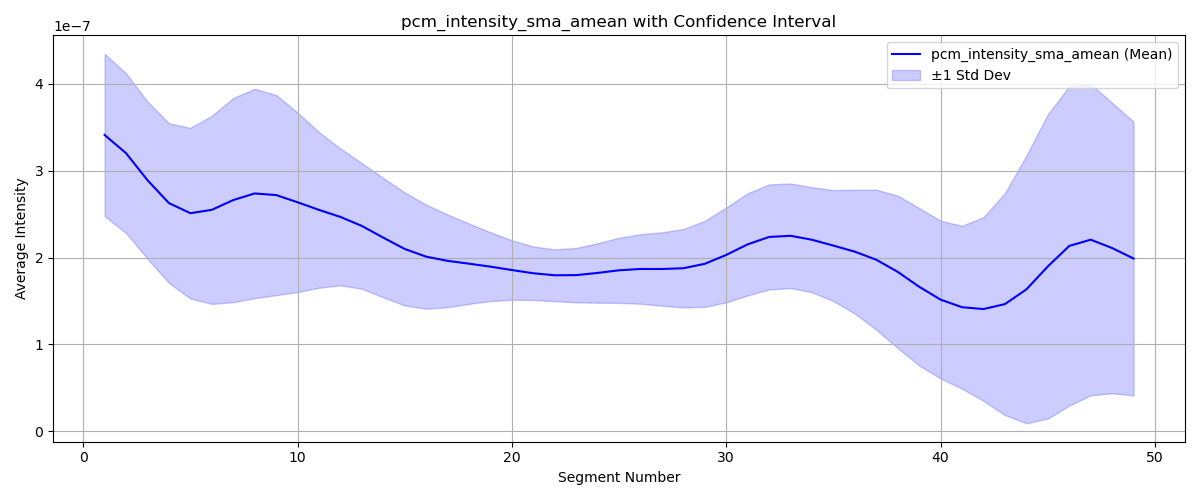 pcm_intensity_sma_amean with Confidence Interval
1e−7
pcm_intensity_sma_amean (Mean)
±1 Std Dev
4
3
2
1
0
Average Intensity
0 10 20 30 40 50
Segment Number